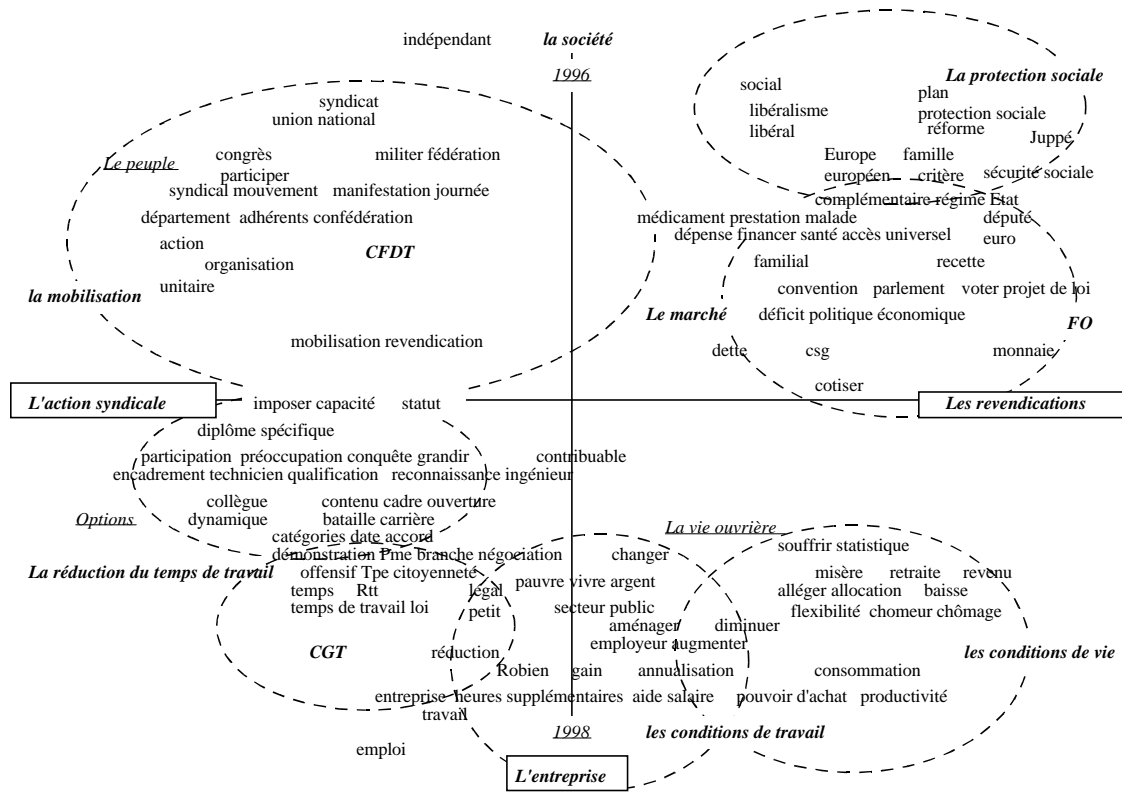 indépendant la société
1996
La protection sociale
social plan
syndicat libéralisme protection sociale
union national libéral réforme Juppé
Le peuple congrès militer fédération Europe famille
participer européen critère sécurité sociale
syndical mouvement manifestation journée complémentaire régime Etat
département adhérents confédération médicament prestation malade député
action CFDT dépense financer santé accès universel euro
organisation familial recette
la mobilisation unitaire convention parlement voter projet de loi
Le marché déficit politique économique FO
mobilisation revendication dette csg monnaie
cotiser
L'action syndicale imposer capacité statut Les revendications
diplôme spécifique
participation préoccupation conquête grandir contribuable
encadrement technicien qualification reconnaissance ingénieur
collègue contenu cadre ouverture
Options dynamique bataille carrière La vie ouvrière
catégories date accord souffrir statistique
démonstration Pme branche négociation changer
La réduction du temps de travail offensif Tpe citoyenneté misère retraite revenu
temps Rtt légal pauvre vivre argent alléger allocation baisse
temps de travail loi petit secteur public flexibilité chomeur chômage
aménager diminuer
CGT réduction employeur augmenter les conditions de vie
Robien gain annualisation consommation
entreprise heures supplémentaires aide salaire pouvoir d'achat productivité
travail
1998 les conditions de travail
emploi
L'entreprise